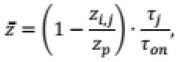 z̄ = (1 − z_{i,j} / z_p) · τ_j / τ_{on},